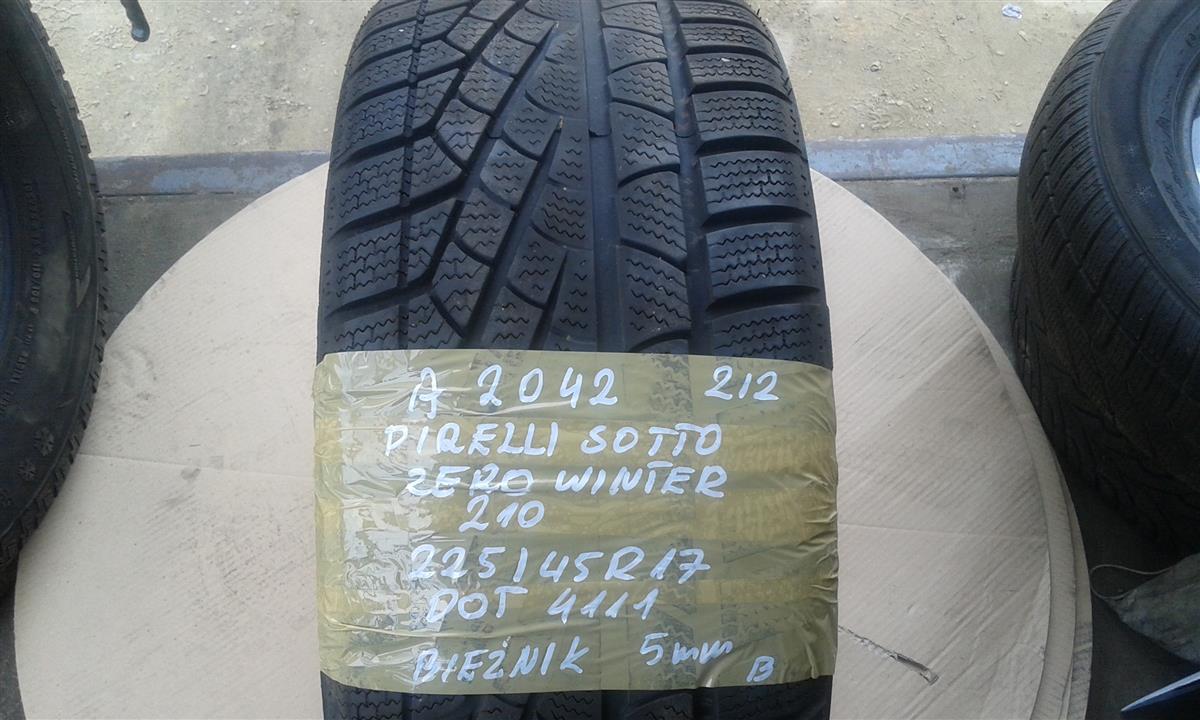 A 2042 212
PIRELLI SOTTO
ZERO WINTER
210
225/45R17
DOT 4111
BIEŻNIK 5mm B